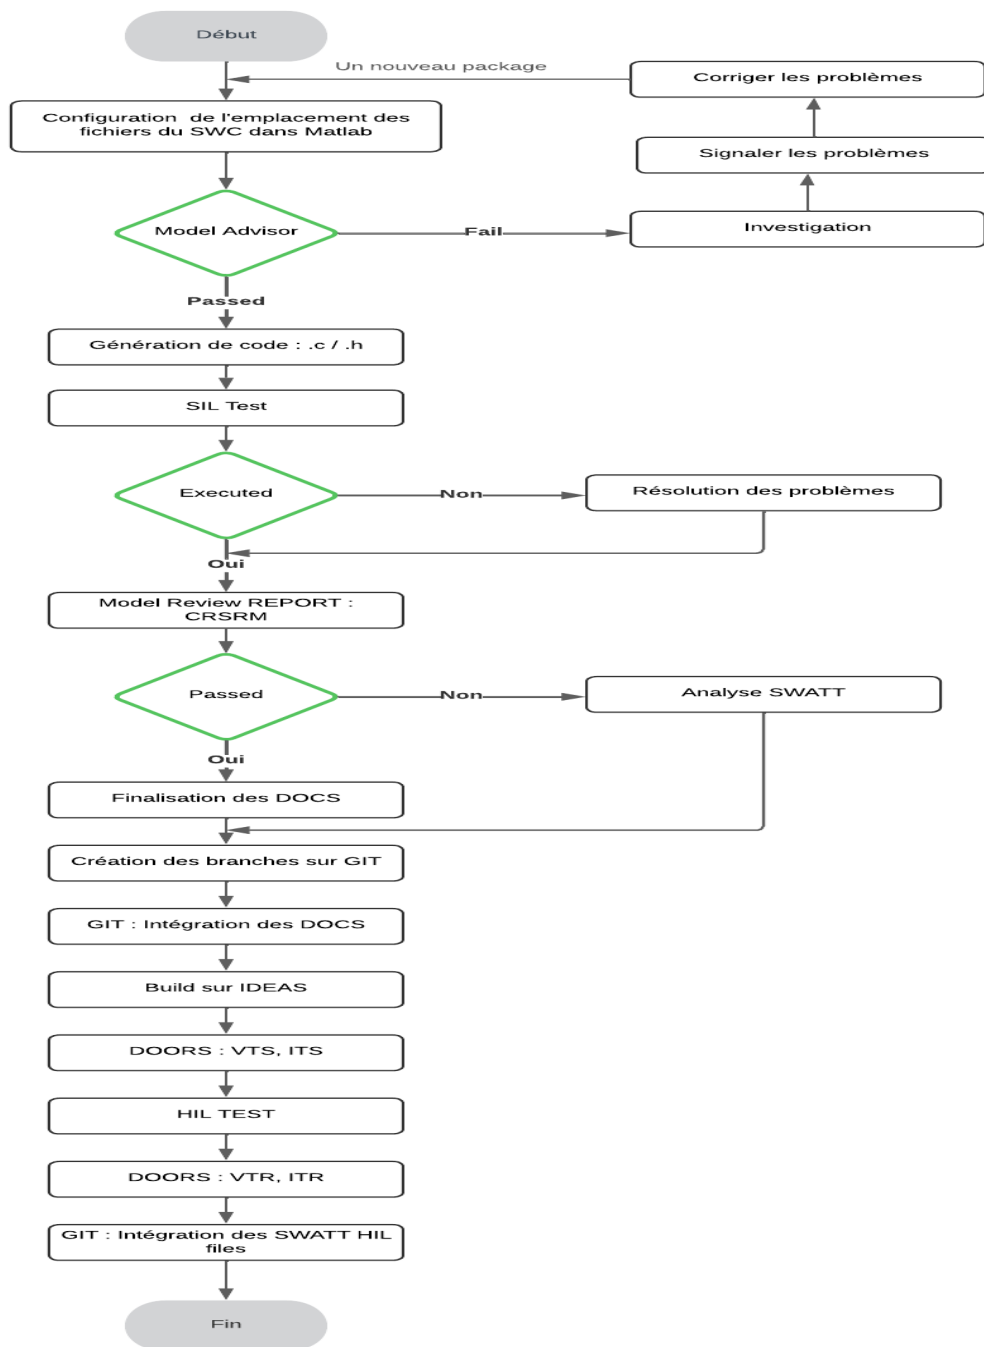 Début
Un nouveau package
Corriger les problèmes
Configuration de l'emplacement des
fichiers du SWC dans Matlab
Signaler les problèmes
Model Advisor
Fail
Investigation
Passed
Génération de code : .c / .h
SIL Test
Executed
Non
Résolution des problèmes
Oui
Model Review REPORT :
CRSRM
Passed
Non
Analyse SWATT
Oui
Finalisation des DOCS
Création des branches sur GIT
GIT : Intégration des DOCS
Build sur IDEAS
DOORS : VTS, ITS
HIL TEST
DOORS : VTR, ITR
GIT : Intégration des SWATT HIL
files
Fin